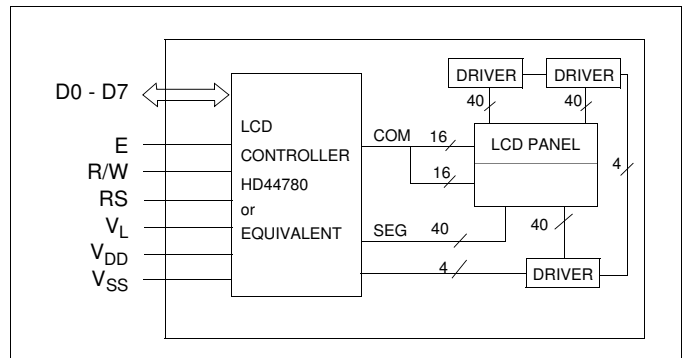 DRIVER DRIVER
D0 - D7
40 40
LCD
CONTROLLER
HD44780
or
EQUIVALENT
COM 16
16
LCD PANEL
4
E
R/W
RS
VL
VDD
VSS
SEG 40
40
4
DRIVER